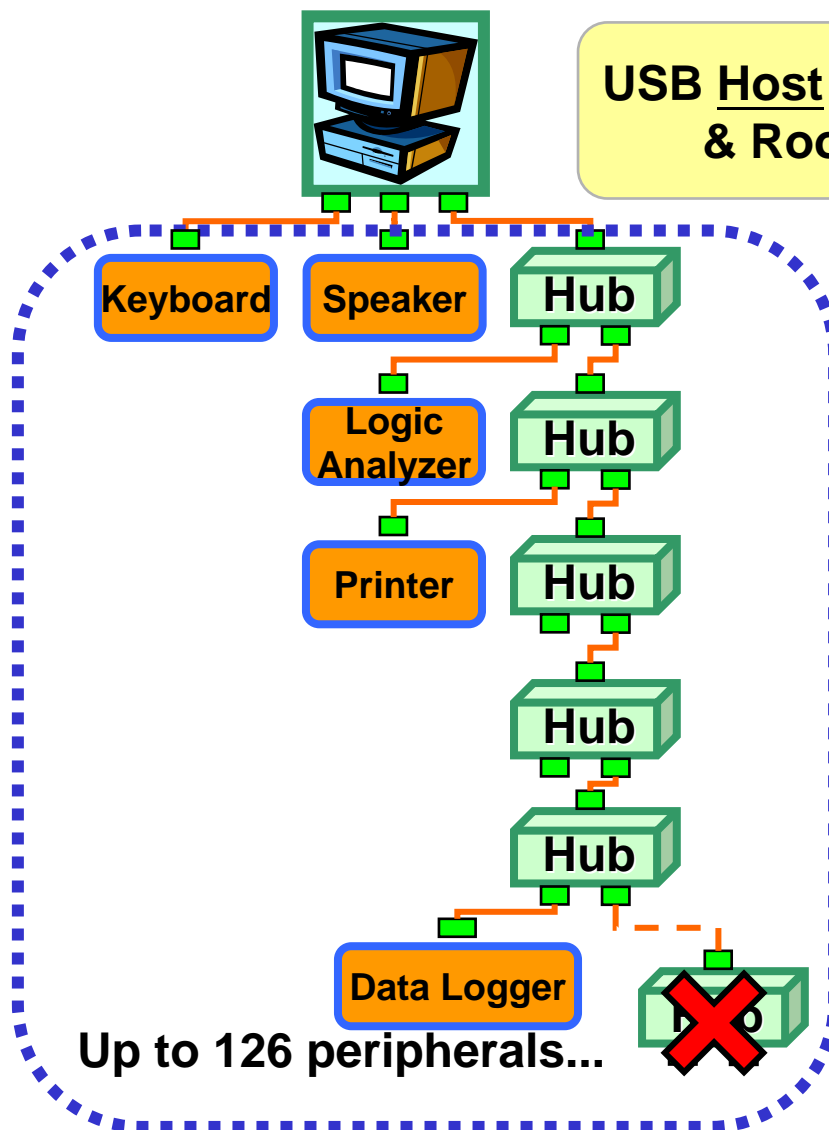 USB Host
& Roo
Keyboard
Speaker
Hub
Logic
Analyzer
Hub
Printer
Hub
Hub
Hub
Data Logger
Up to 126 peripherals...